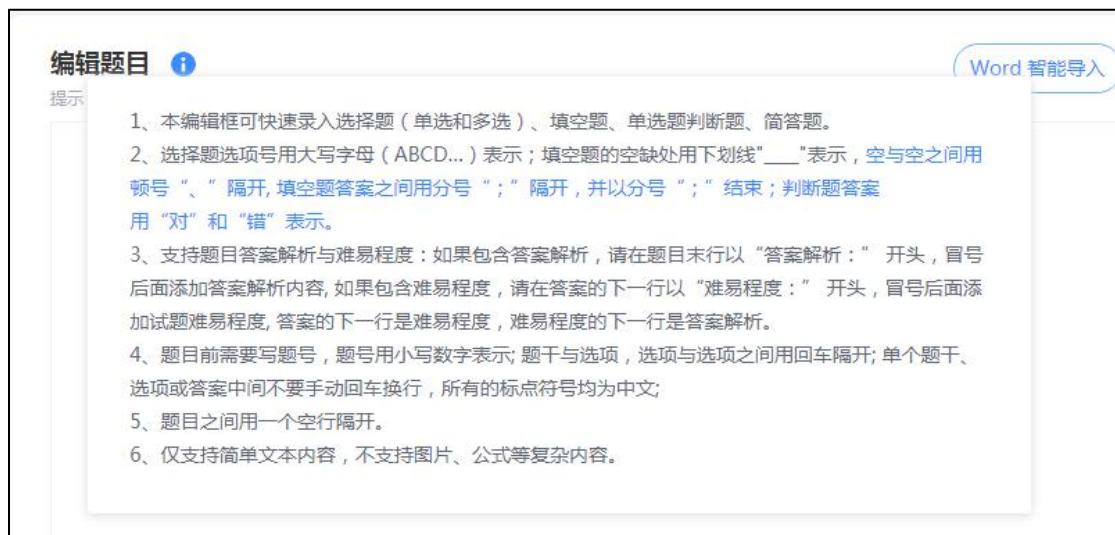 编辑题目
Word 智能导入
提示
1、本编辑框可快速录入选择题（单选和多选）、填空题、单选题判断题、简答题。
2、选择题选项号用大写字母（ABCD...）表示；填空题的空缺处用下划线"____"表示，空与空之间用
顿号“、”隔开, 填空题答案之间用分号“；”隔开，并以分号“；”结束；判断题答案
用“对”和“错”表示。
3、支持题目答案解析与难易程度：如果包含答案解析，请在题目末行以“答案解析：” 开头，冒号
后面添加答案解析内容, 如果包含难易程度，请在答案的下一行以“难易程度：” 开头，冒号后面添
加试题难易程度, 答案的下一行是难易程度，难易程度的下一行是答案解析。
4、题目前需要写题号，题号用小写数字表示; 题干与选项，选项与选项之间用回车隔开; 单个题干、
选项或答案中间不要手动回车换行，所有的标点符号均为中文;
5、题目之间用一个空行隔开。
6、仅支持简单文本内容，不支持图片、公式等复杂内容。